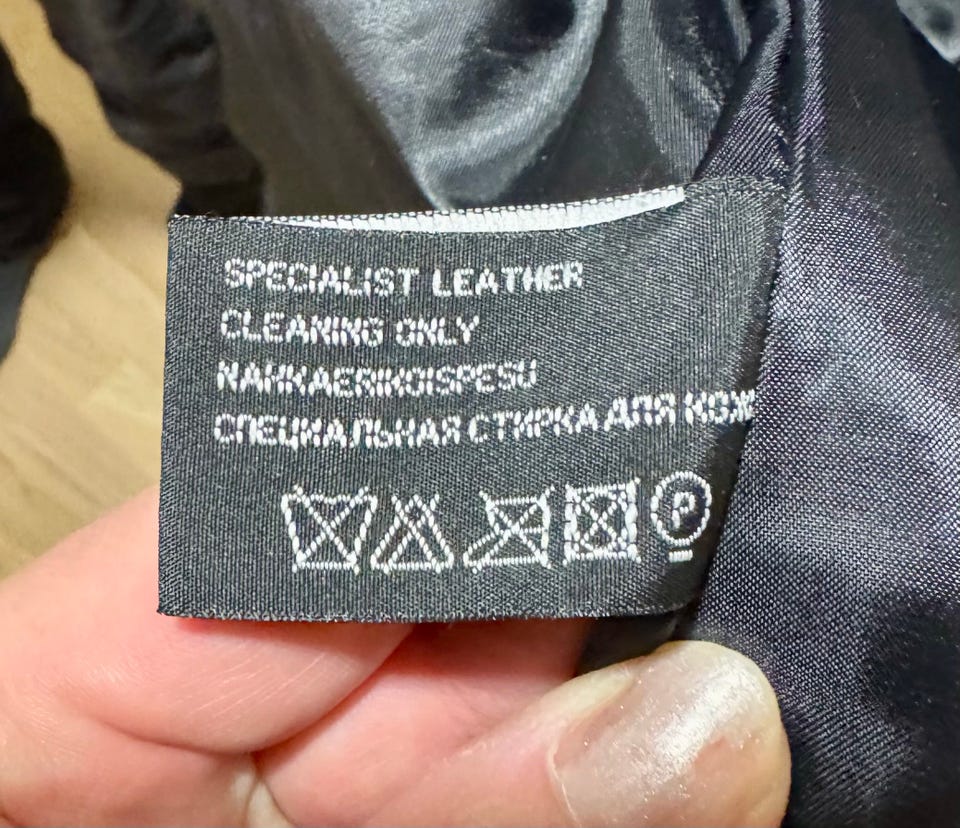 SPECIALIST LEATHER
CLEANING ONLY
NAHKAERIKOISPESU
СПЕЦИАЛЬНАЯ СТИРКА ДЛЯ КОЖ
P